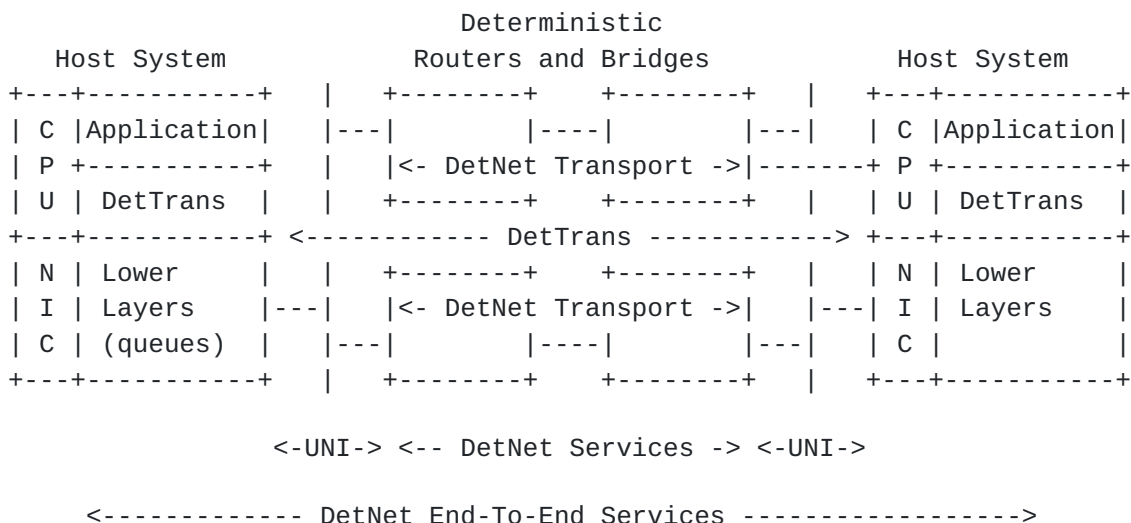 Deterministic
   Host System          Routers and Bridges          Host System
+---+-----------+   |   +--------+    +--------+   |   +---+-----------+
| C |Application|   |---|        |----|        |---|   | C |Application|
| P +-----------+   |   |<- DetNet Transport ->|-------+ P +-----------+
| U | DetTrans  |   |   +--------+    +--------+   |   | U | DetTrans  |
+---+-----------+ <------------ DetTrans ------------> +---+-----------+
| N | Lower     |   |   +--------+    +--------+   |   | N | Lower     |
| I | Layers    |---|   |<- DetNet Transport ->|   |---| I | Layers    |
| C | (queues)  |   |---|        |----|        |---|   | C |           |
+---+-----------+   |   +--------+    +--------+   |   +---+-----------+
                <-UNI-> <-- DetNet Services -> <-UNI->
     <------------- DetNet End-To-End Services ----------------->